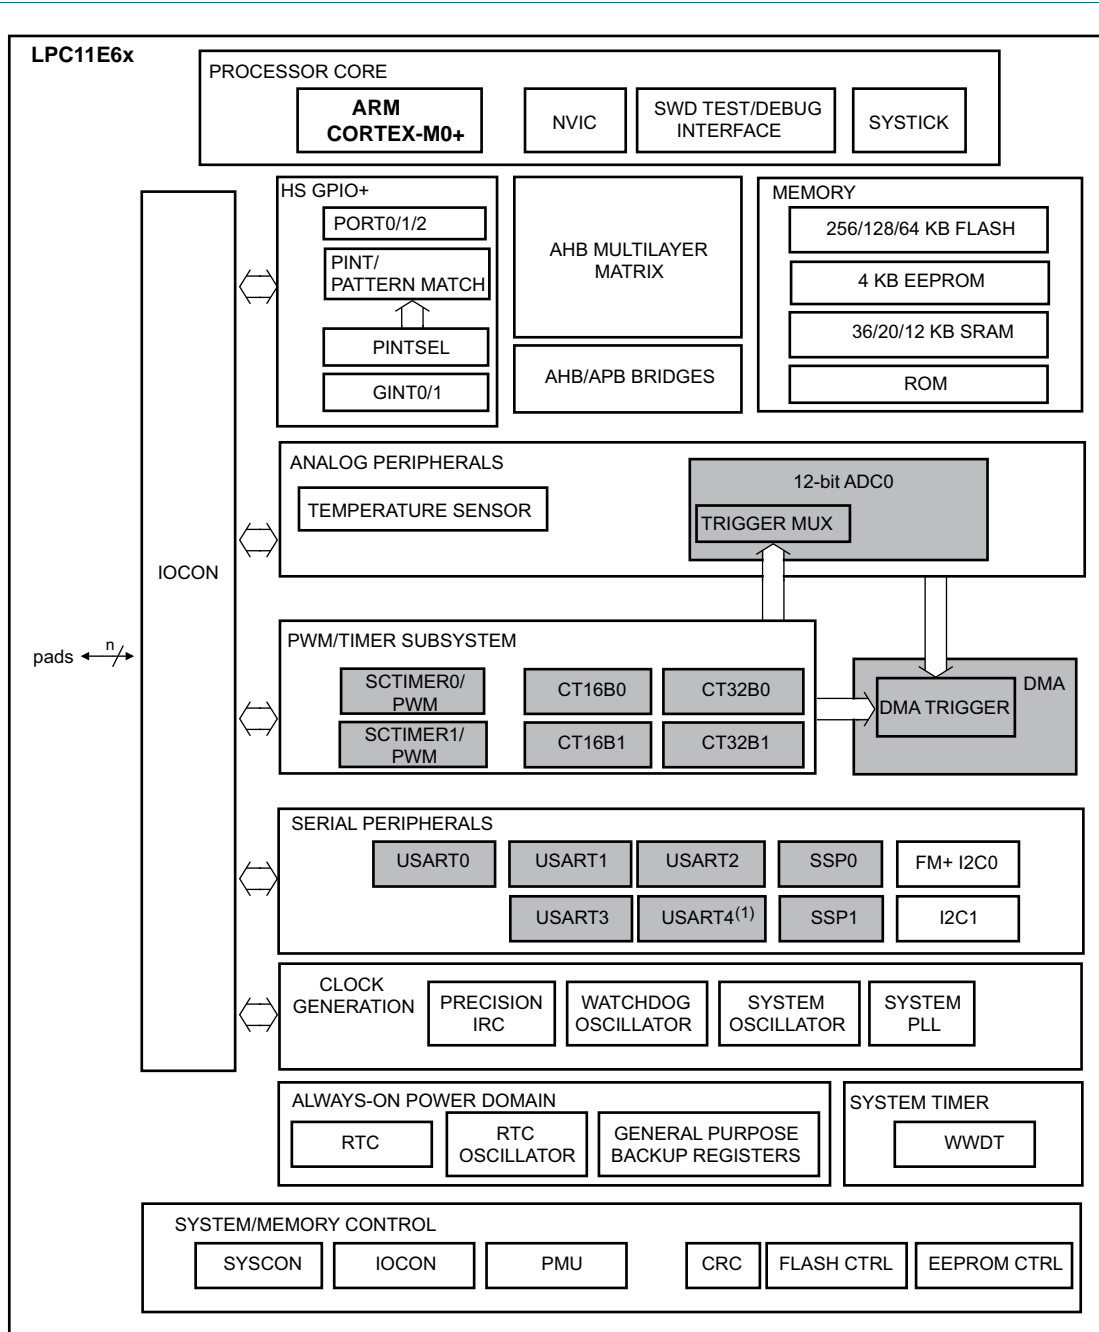 LPC11E6x
PROCESSOR CORE
ARM
CORTEX-M0+
NVIC
SWD TEST/DEBUG
INTERFACE
SYSTICK
HS GPIO+
PORT0/1/2
PINT/
PATTERN MATCH
PINTSEL
GINT0/1
AHB MULTILAYER
MATRIX
AHB/APB BRIDGES
MEMORY
256/128/64 KB FLASH
4 KB EEPROM
36/20/12 KB SRAM
ROM
IOCON
pads
n
ANALOG PERIPHERALS
TEMPERATURE SENSOR
12-bit ADC0
TRIGGER MUX
PWM/TIMER SUBSYSTEM
SCTIMER0/
PWM
CT16B0
CT32B0
SCTIMER1/
PWM
CT16B1
CT32B1
DMA
DMA TRIGGER
SERIAL PERIPHERALS
USART0
USART1
USART2
SSP0
FM+ I2C0
USART3
USART4(1)
SSP1
I2C1
CLOCK
GENERATION
PRECISION
IRC
WATCHDOG
OSCILLATOR
SYSTEM
OSCILLATOR
SYSTEM
PLL
ALWAYS-ON POWER DOMAIN
RTC
RTC
OSCILLATOR
GENERAL PURPOSE
BACKUP REGISTERS
SYSTEM TIMER
WWDT
SYSTEM/MEMORY CONTROL
SYSCON
IOCON
PMU
CRC
FLASH CTRL
EEPROM CTRL